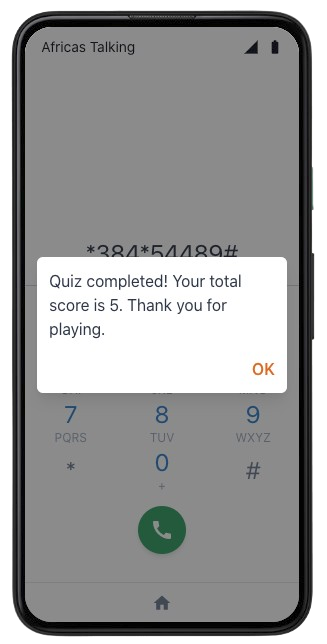 Africas Talking
*384*54489#
Quiz completed! Your total
score is 5. Thank you for
playing.
OK
7 8 9
PQRS TUV WXYZ
* 0 #
+